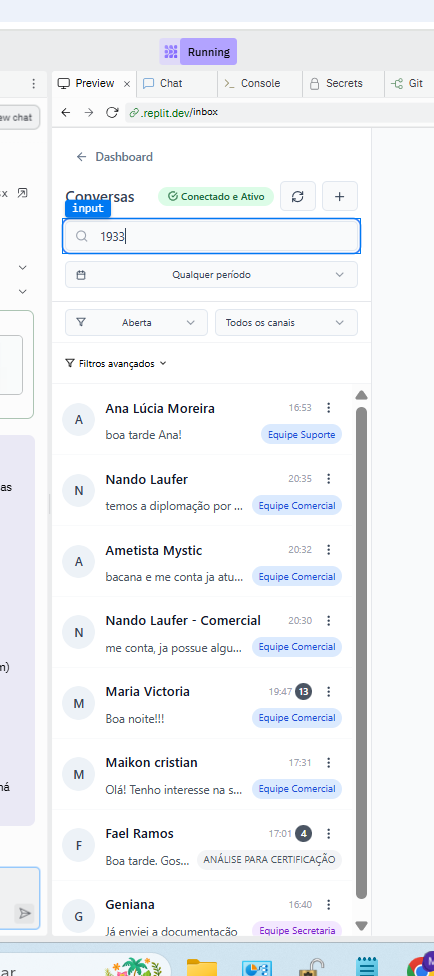 Running
Preview × Chat Console Secrets Git
ew chat
.replit.dev/inbox
Dashboard
Conversas Conectado e Ativo
input
1933
Qualquer período
Aberta Todos os canais
Filtros avançados
A Ana Lúcia Moreira 16:53
boa tarde Ana! Equipe Suporte
N Nando Laufer 20:35
temos a diplomação por ... Equipe Comercial
A Ametista Mystic 20:32
bacana e me conta ja atu... Equipe Comercial
N Nando Laufer - Comercial 20:30
me conta, ja possue algu... Equipe Comercial
M Maria Victoria 19:47 13
Boa noite!!! Equipe Comercial
M Maikon cristian 17:31
Olá! Tenho interesse na s... Equipe Comercial
F Fael Ramos 17:01 4
Boa tarde, Gos... ANÁLISE PARA CERTIFICAÇÃO
G Geniana 16:40
Já enviei a documentação Equipe Secretaria